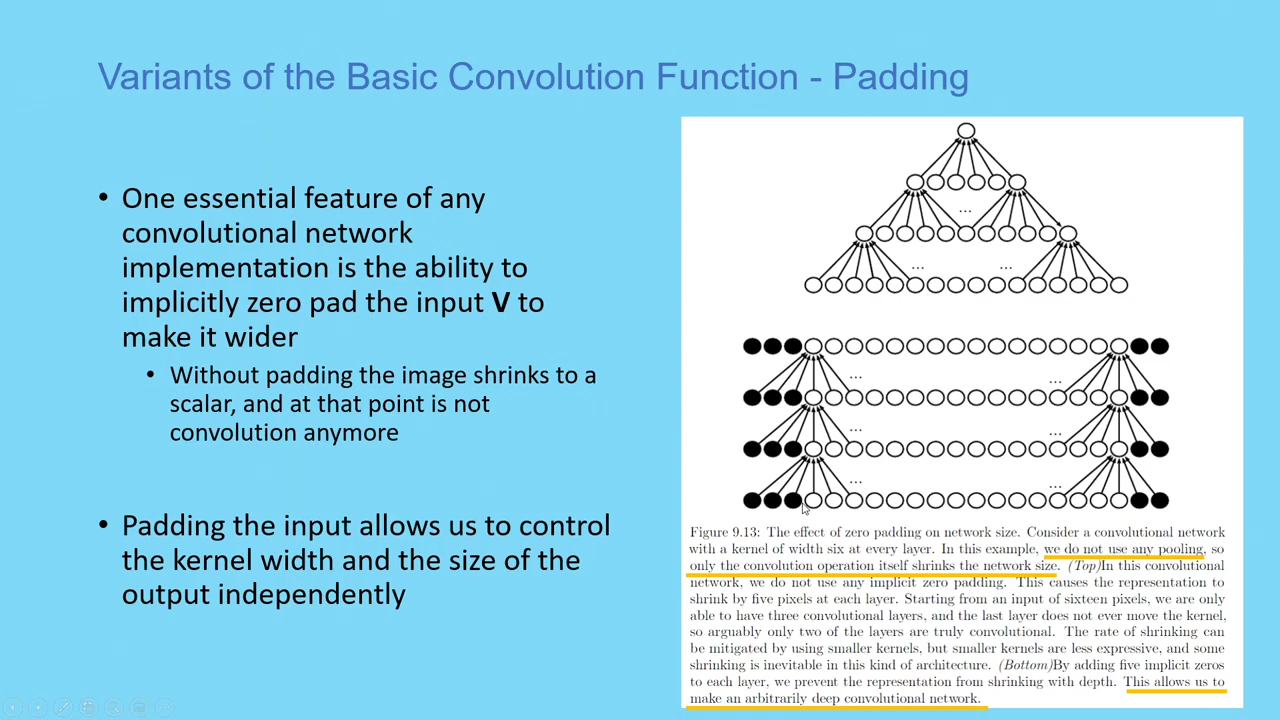 Variants of the Basic Convolution Function - Padding
• One essential feature of any
convolutional network
implementation is the ability to
implicitly zero pad the input V to
make it wider
• Without padding the image shrinks to a
scalar, and at that point is not
convolution anymore
• Padding the input allows us to control
the kernel width and the size of the
output independently
...
... ...
... ...
... ...
... ...
Figure 9.13: The effect of zero padding on network size. Consider a convolutional network
with a kernel of width six at every layer. In this example, we do not use any pooling, so
only the convolution operation itself shrinks the network size. (Top)In this convolutional
network, we do not use any implicit zero padding. This causes the representation to
shrink by five pixels at each layer. Starting from an input of sixteen pixels, we are only
able to have three convolutional layers, and the last layer does not ever move the kernel,
so arguably only two of the layers are truly convolutional. The rate of shrinking can
be mitigated by using smaller kernels, but smaller kernels are less expressive, and some
shrinking is inevitable in this kind of architecture. (Bottom)By adding five implicit zeros
to each layer, we prevent the representation from shrinking with depth. This allows us to
make an arbitrarily deep convolutional network.